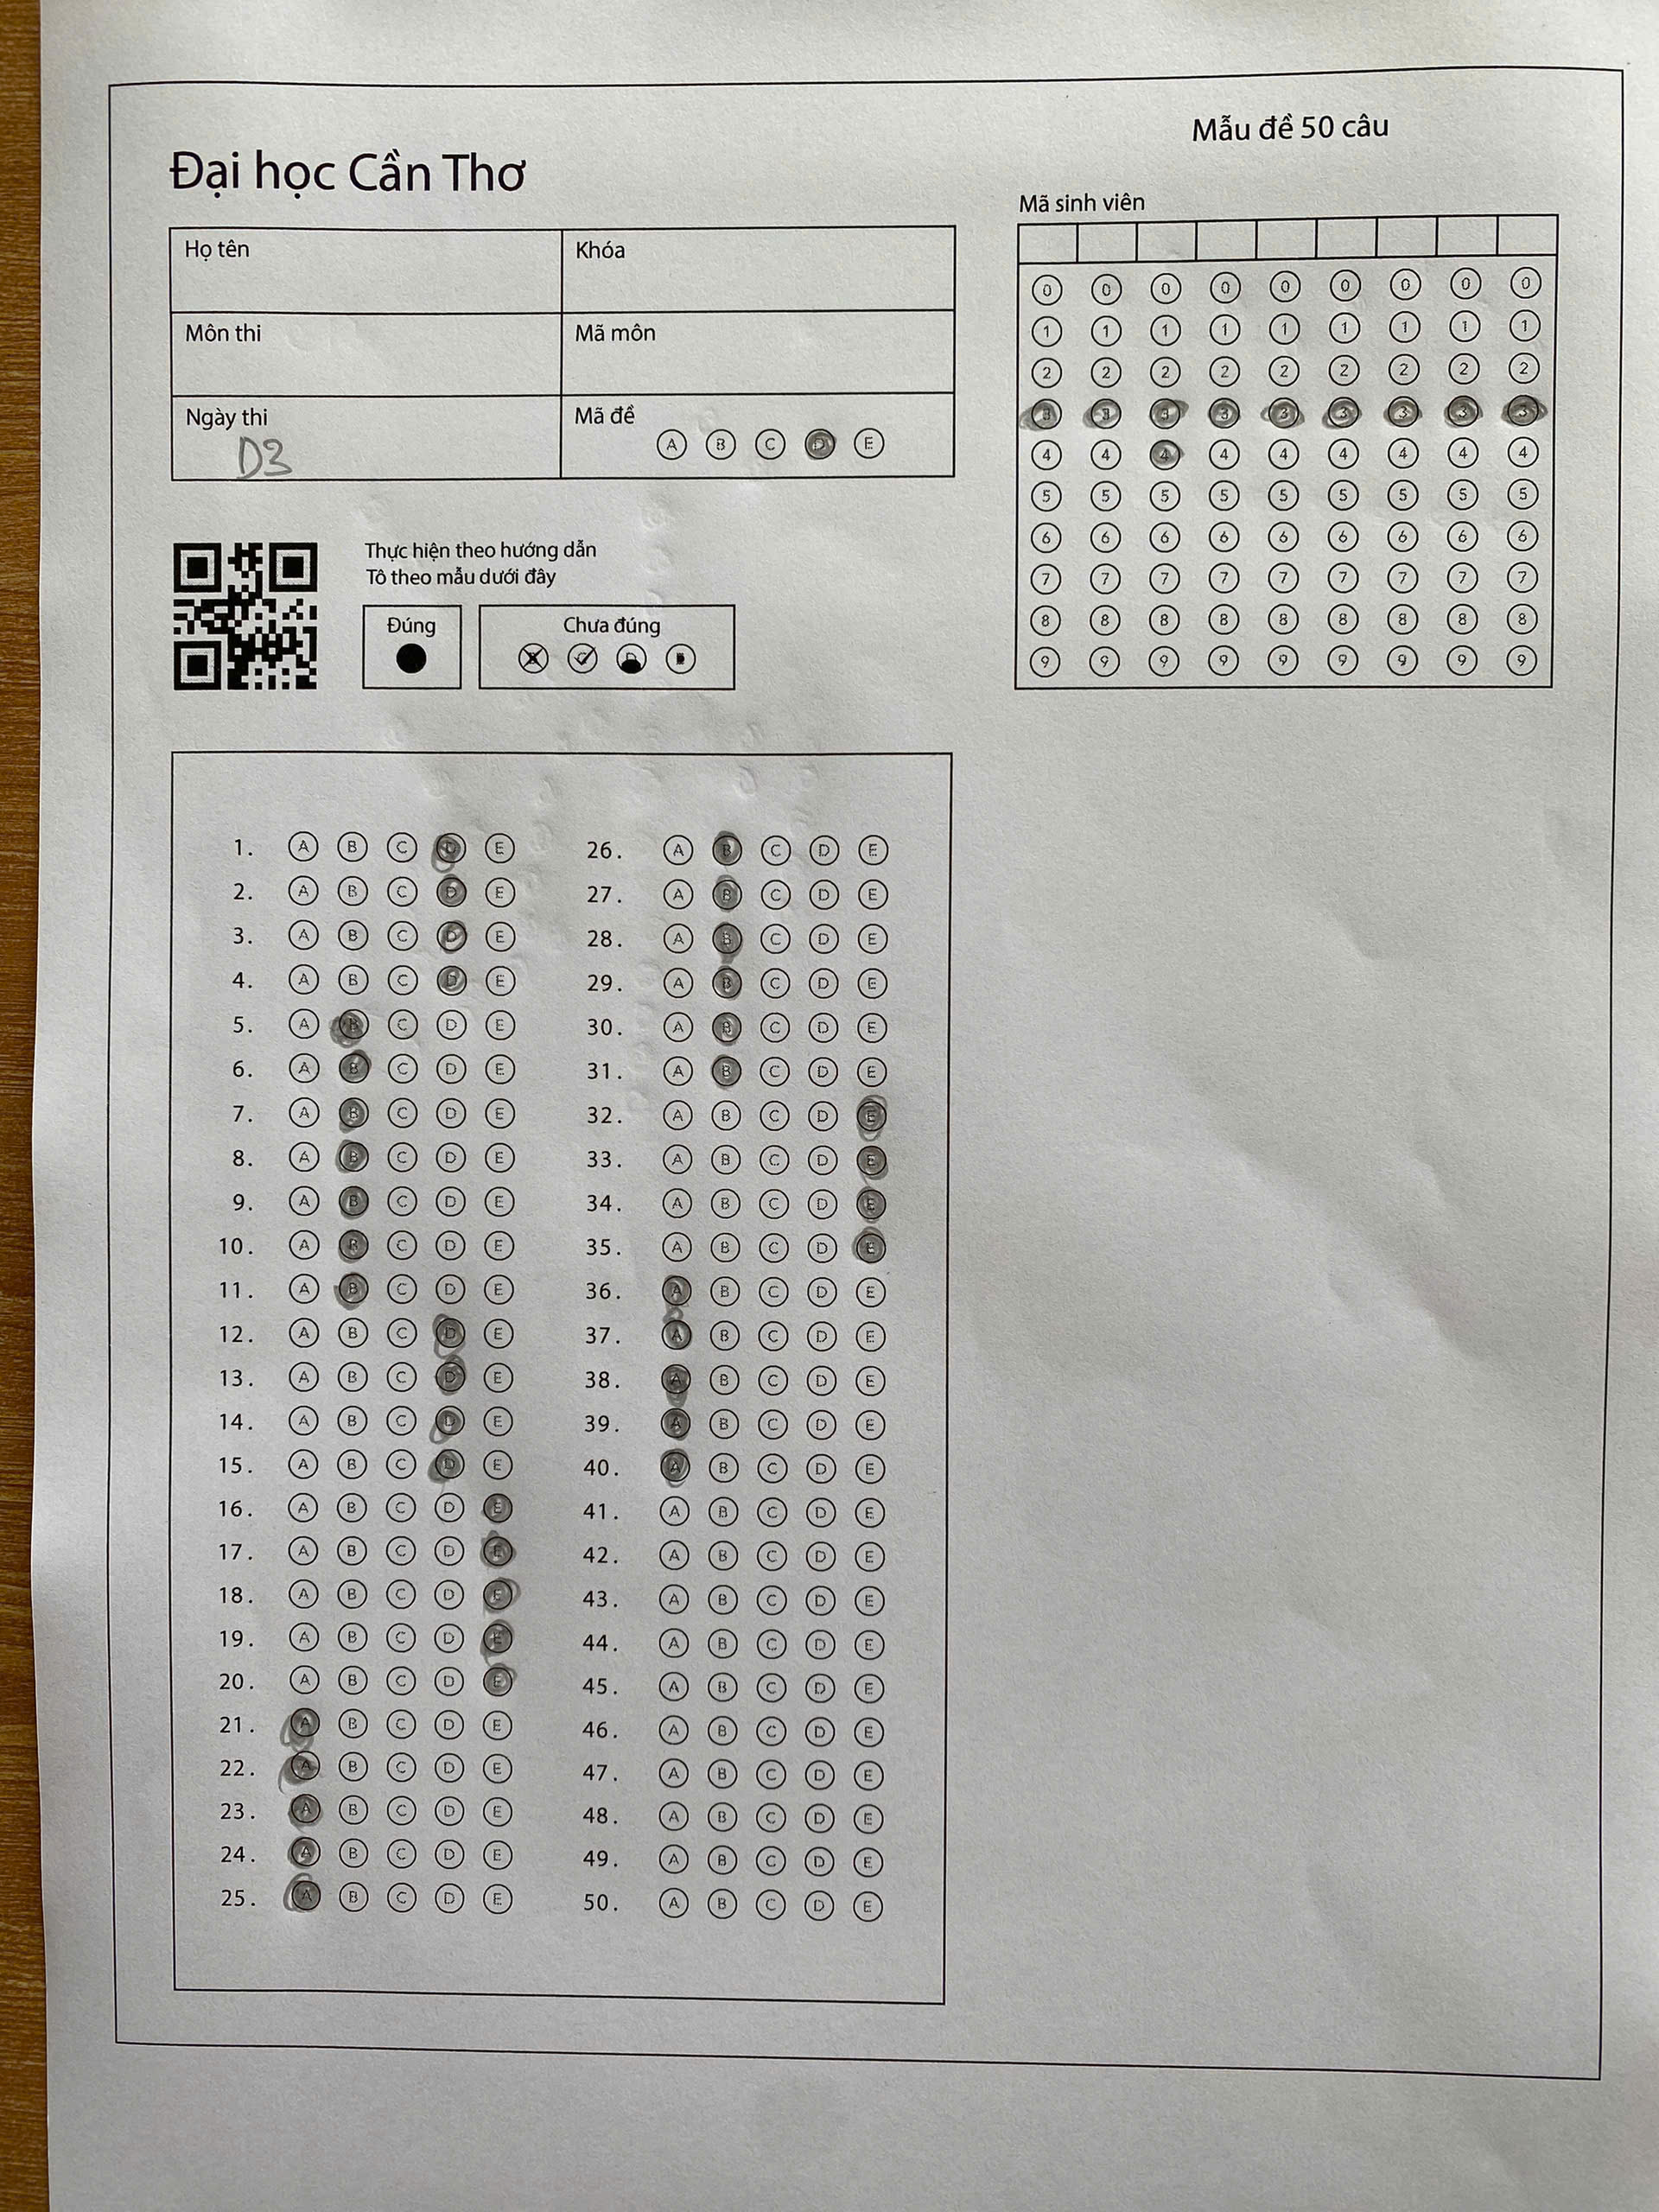 Mẫu đề 50 câu
Đại học Cần Thơ
Mã sinh viên
Họ tên
Khóa
Môn thi
Mã môn
Ngày thi
D3
Mã đề
A B C D E
0 0 0 0 0 0 0 0 0
1 1 1 1 1 1 1 1 1
2 2 2 2 2 2 2 2 2
3 3 3 3 3 3 3 3 3
4 4 4 4 4 4 4 4 4
5 5 5 5 5 5 5 5 5
6 6 6 6 6 6 6 6 6
7 7 7 7 7 7 7 7 7
8 8 8 8 8 8 8 8 8
9 9 9 9 9 9 9 9 9
Thực hiện theo hướng dẫn
Tô theo mẫu dưới đây
Đúng
Chưa đúng
1. A B C D E
2. A B C D E
3. A B C D E
4. A B C D E
5. A B C D E
6. A B C D E
7. A B C D E
8. A B C D E
9. A B C D E
10. A B C D E
11. A B C D E
12. A B C D E
13. A B C D E
14. A B C D E
15. A B C D E
16. A B C D E
17. A B C D E
18. A B C D E
19. A B C D E
20. A B C D E
21. A B C D E
22. A B C D E
23. A B C D E
24. A B C D E
25. A B C D E
26. A B C D E
27. A B C D E
28. A B C D E
29. A B C D E
30. A B C D E
31. A B C D E
32. A B C D E
33. A B C D E
34. A B C D E
35. A B C D E
36. A B C D E
37. A B C D E
38. A B C D E
39. A B C D E
40. A B C D E
41. A B C D E
42. A B C D E
43. A B C D E
44. A B C D E
45. A B C D E
46. A B C D E
47. A B C D E
48. A B C D E
49. A B C D E
50. A B C D E